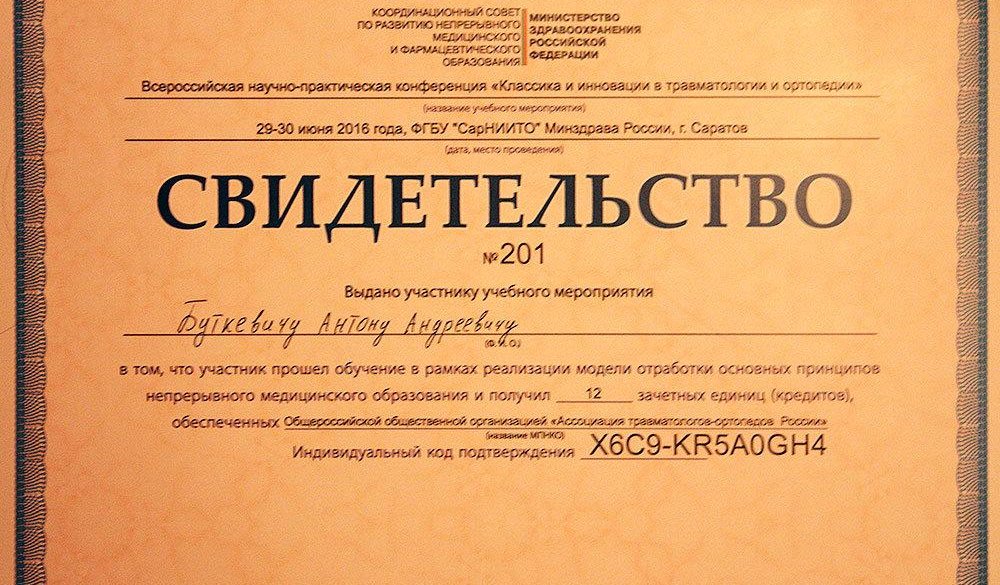 КООРДИНАЦИОННЫЙ СОВЕТ
ПО РАЗВИТИЮ НЕПРЕРЫВНОГО
МЕДИЦИНСКОГО
И ФАРМАЦЕВТИЧЕСКОГО
ОБРАЗОВАНИЯ
МИНИСТЕРСТВО
ЗДРАВООХРАНЕНИЯ
РОССИЙСКОЙ
ФЕДЕРАЦИИ
Всероссийская научно-практическая конференция «Классика и инновации в травматологии и ортопедии»
(название учебного мероприятия)
29-30 июня 2016 года, ФГБУ "СарНИИТО" Минздрава России, г. Саратов
(дата, место проведения)
СВИДЕТЕЛЬСТВО
№201
Выдано участнику учебного мероприятия
Буткевичу Антону Андреевичу
(Ф.И.О.)
в том, что участник прошел обучение в рамках реализации модели отработки основных принципов
непрерывного медицинского образования и получил 12 зачетных единиц (кредитов),
обеспеченных Общероссийской общественной организацией «Ассоциация травматологов-ортопедов России»
(название МПНКО)
Индивидуальный код подтверждения X6C9-KR5A0GH4